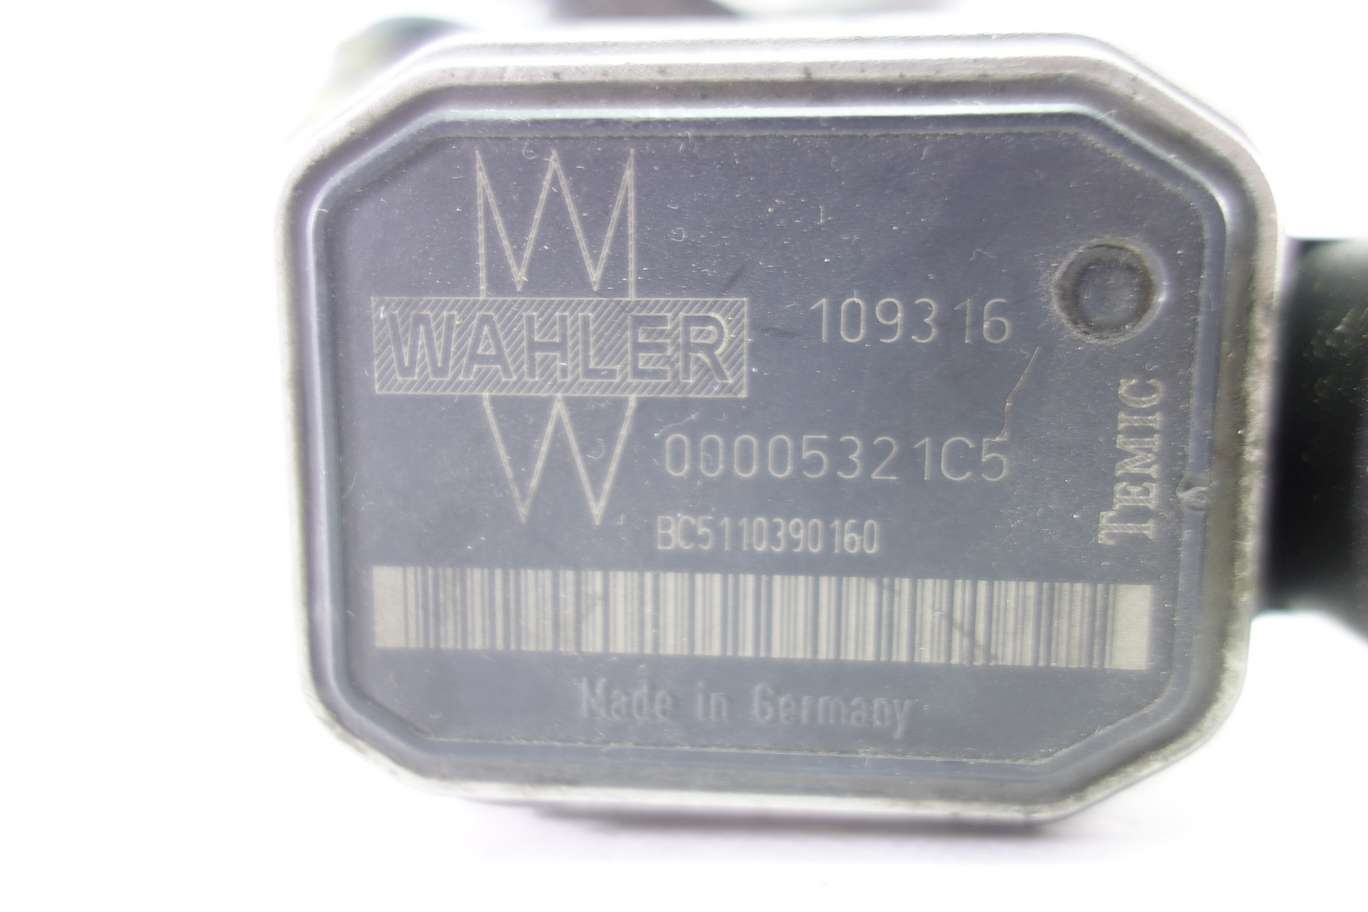 WAHLER
109316
00005321C5
BC5110390160
TEMIC
Made in Germany